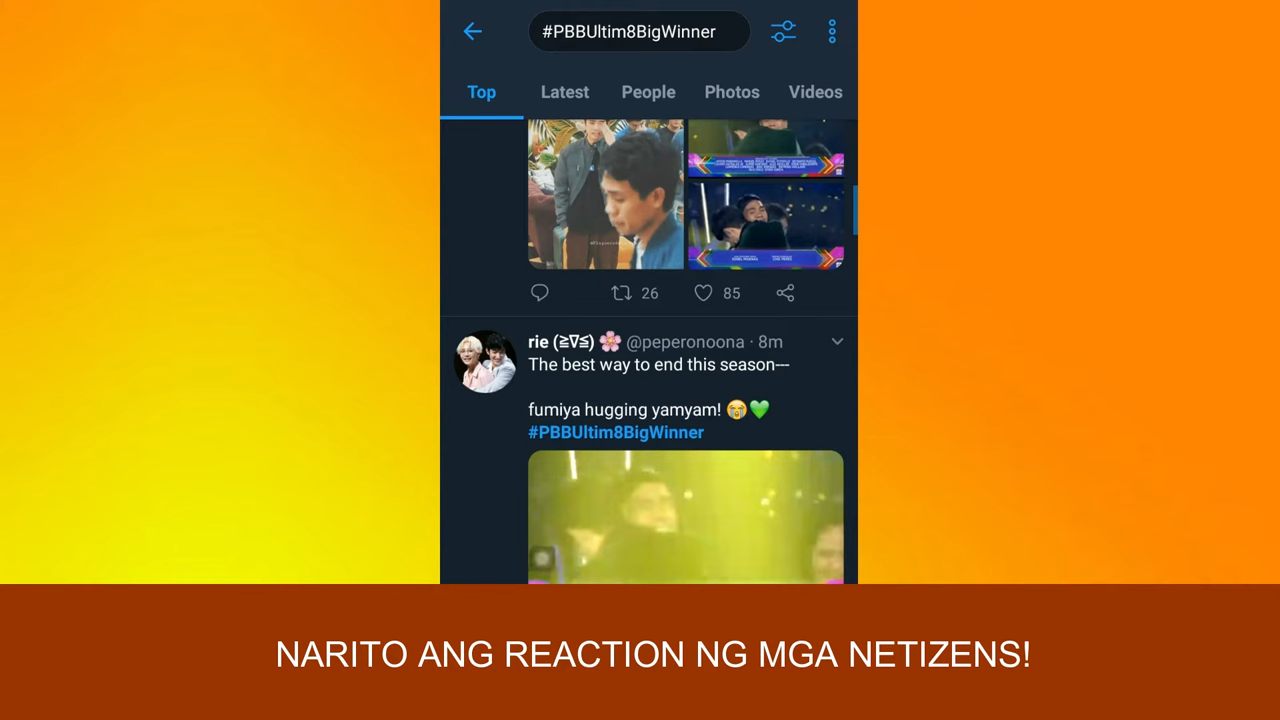 #PBBUltim8BigWinner
Top Latest People Photos Videos
26 85
rie (≧∇≦) 🌸 @peperonoona · 8m
The best way to end this season---
fumiya hugging yamyam! 😭💚
#PBBUltim8BigWinner
NARITO ANG REACTION NG MGA NETIZENS!